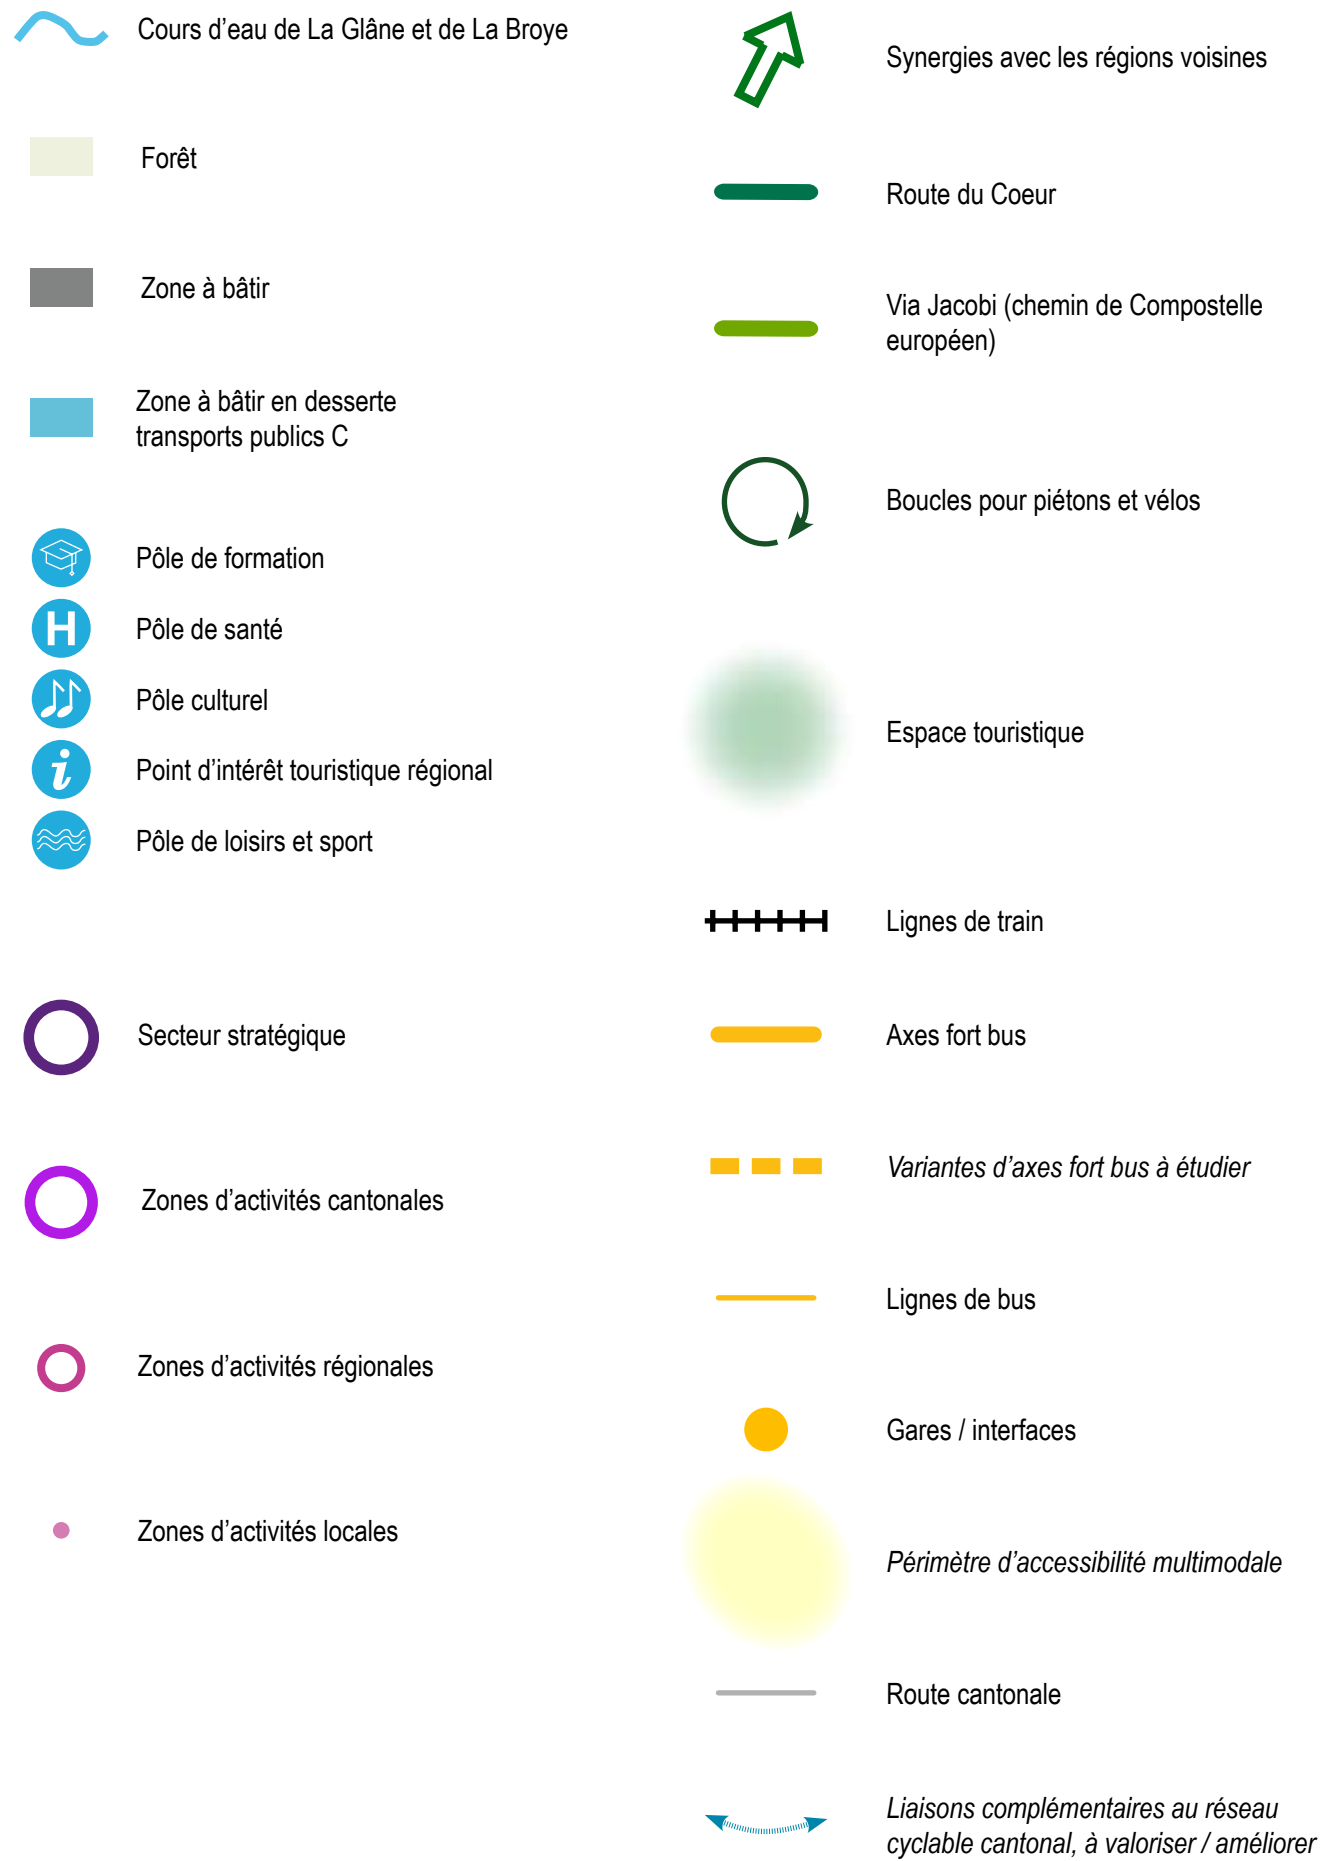 Cours d’eau de La Glâne et de La Broye
Forêt
Zone à bâtir
Zone à bâtir en desserte
transports publics C
Pôle de formation
H
Pôle de santé
Pôle culturel
i
Point d’intérêt touristique régional
Pôle de loisirs et sport
Secteur stratégique
Zones d’activités cantonales
Zones d’activités régionales
Zones d’activités locales
Synergies avec les régions voisines
Route du Coeur
Via Jacobi (chemin de Compostelle
européen)
Boucles pour piétons et vélos
Espace touristique
Lignes de train
Axes fort bus
Variantes d’axes fort bus à étudier
Lignes de bus
Gares / interfaces
Périmètre d’accessibilité multimodale
Route cantonale
Liaisons complémentaires au réseau
cyclable cantonal, à valoriser / améliorer